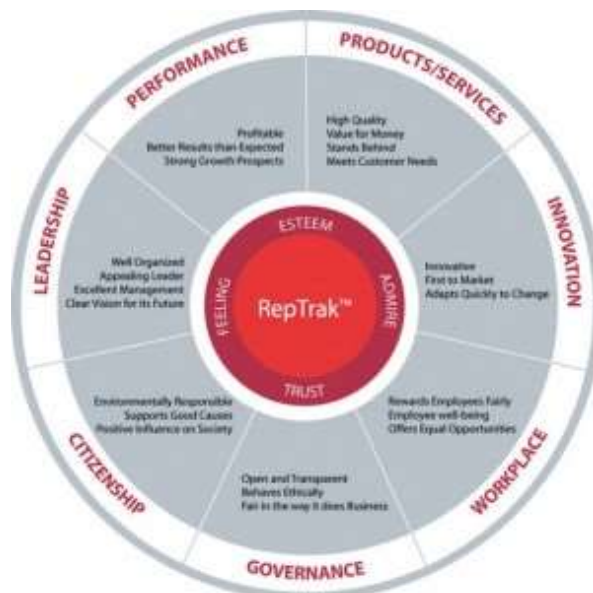 PERFORMANCE
Profitable
Better Results than Expected
Strong Growth Prospects
PRODUCTS/SERVICES
High Quality
Value for Money
Stands Behind
Meets Customer Needs
INNOVATION
Innovative
First to Market
Adapts Quickly to Change
WORKPLACE
Rewards Employees Fairly
Employee well-being
Offers Equal Opportunities
GOVERNANCE
Open and Transparent
Behaves Ethically
Fair in the way it does Business
CITIZENSHIP
Environmentally Responsible
Supports Good Causes
Positive Influence on Society
LEADERSHIP
Well Organized
Appealing Leader
Excellent Management
Clear Vision for its Future
ESTEEM
ADMIRE
TRUST
FEELING
RepTrak™